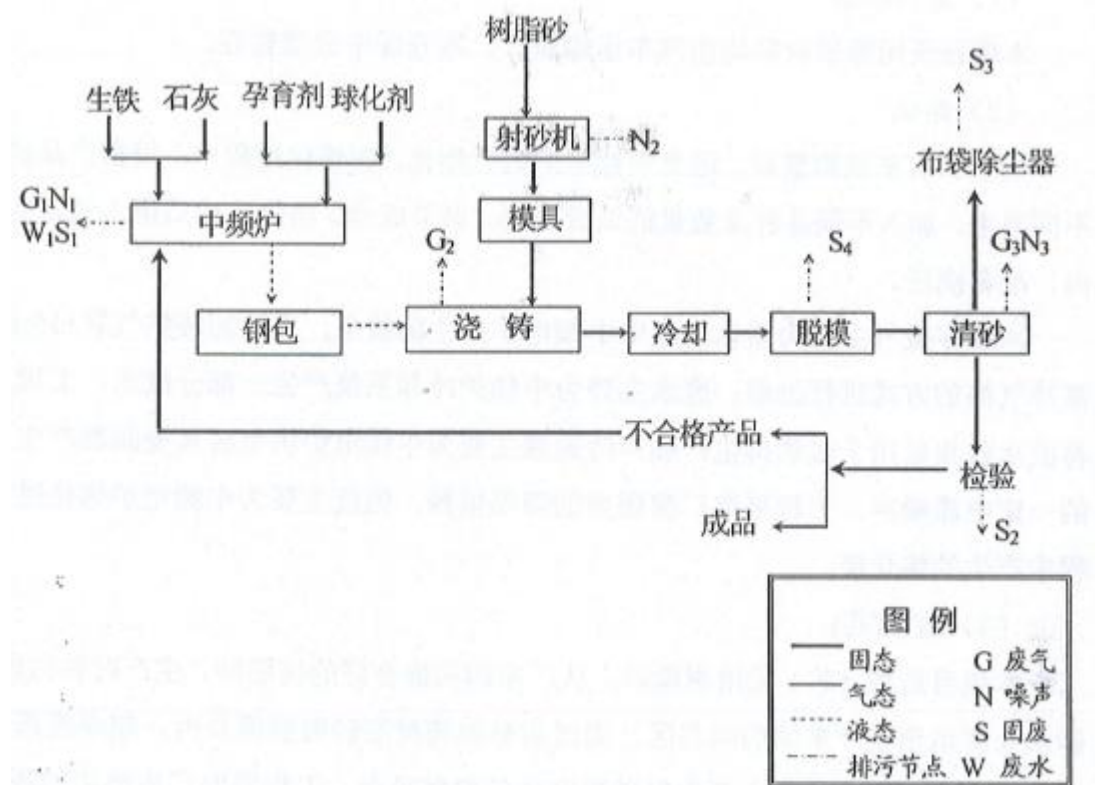 树脂砂
S₃
生铁 石灰 孕育剂 球化剂
射砂机 N₂
布袋除尘器
G₁N₁
W₁S₁
中频炉
模具
G₂
S₄
G₃N₃
钢包 浇铸 冷却 脱模 清砂
不合格产品
检验
成品
S₂
图例
固态 G 废气
气态 N 噪声
液态 S 固废
排污节点 W 废水